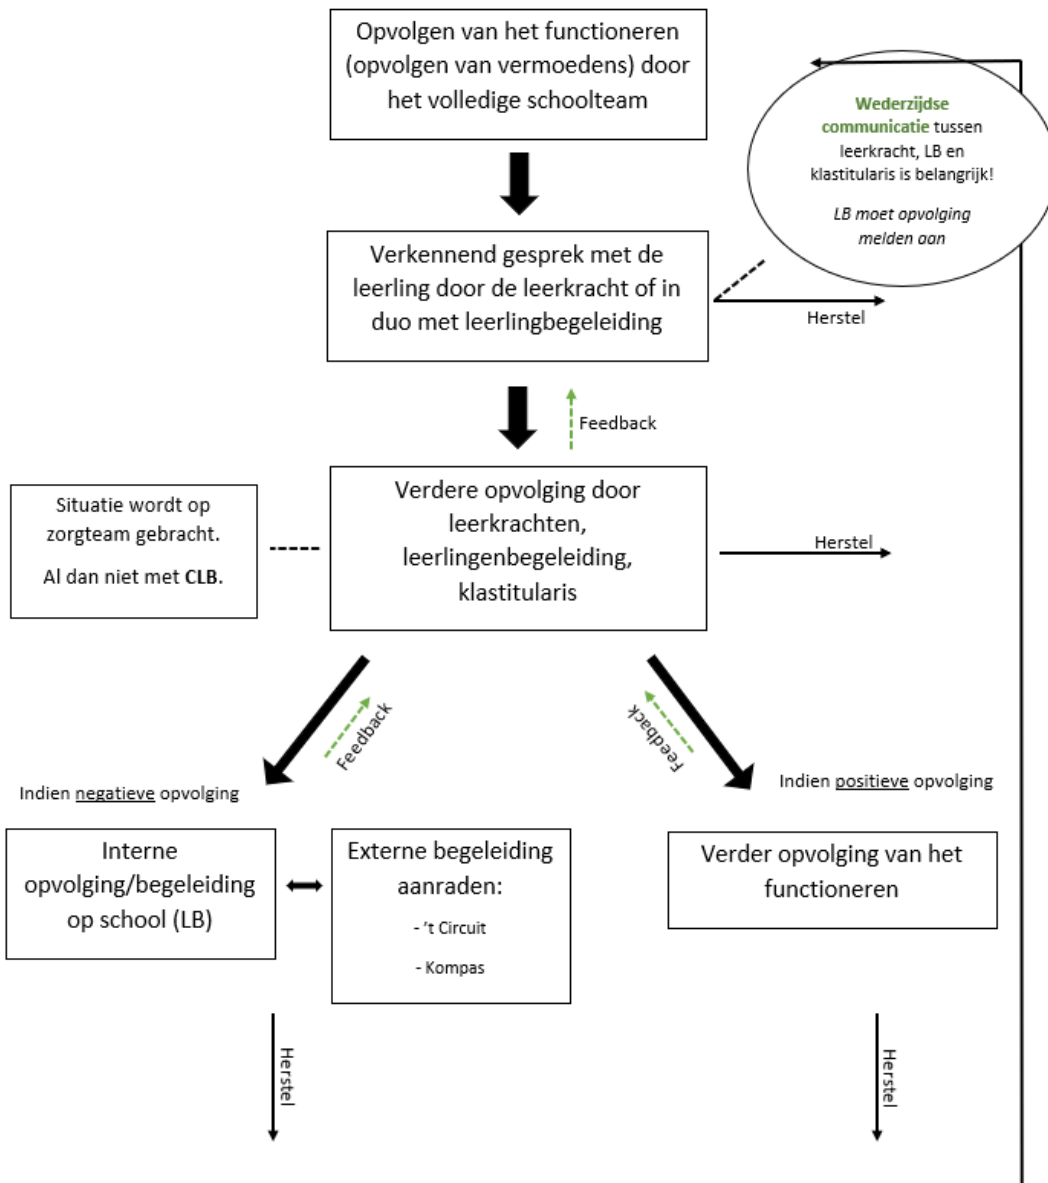 Opvolgen van het functioneren
(opvolgen van vermoedens) door
het volledige schoolteam
Wederzijdse
communicatie tussen
leerkracht, LB en
klastitularis is belangrijk!
LB moet opvolging
melden aan
Verkennend gesprek met de
leerling door de leerkracht of in
duo met leerlingbegeleiding
Herstel
Feedback
Situatie wordt op
zorgteam gebracht.
Al dan niet met CLB.
Verdere opvolging door
leerkrachten,
leerlingenbegeleiding,
klastitularis
Herstel
Feedback
Feedback
Indien negatieve opvolging
Indien positieve opvolging
Interne
opvolging/begeleiding
op school (LB)
Externe begeleiding
aanraden:
- 't Circuit
- Kompas
Verder opvolging van het
functioneren
Herstel
Herstel